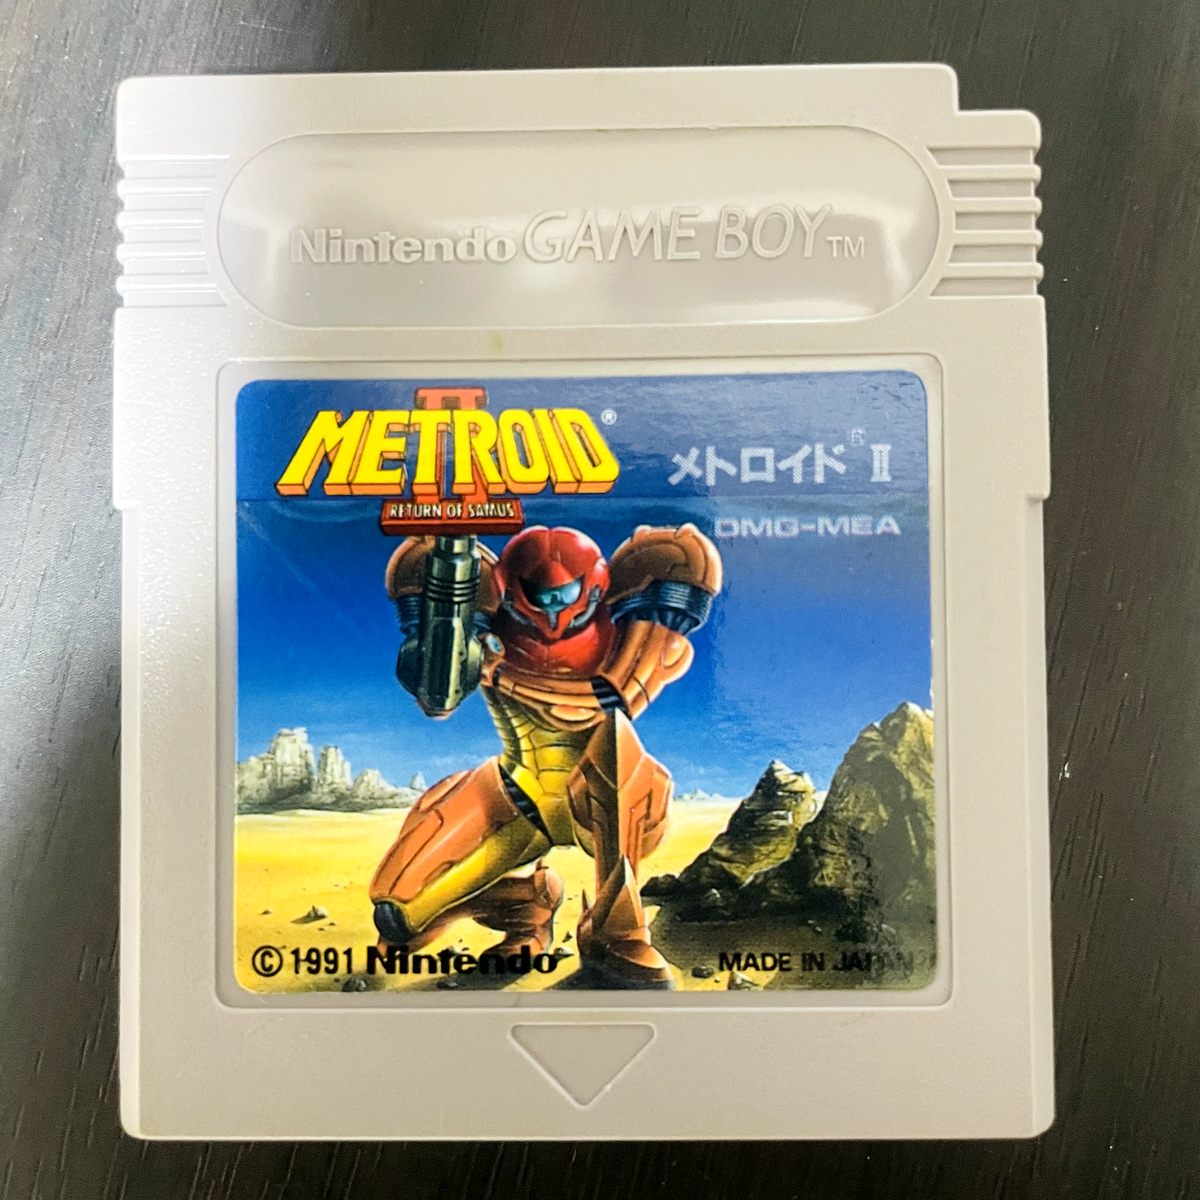 Nintendo GAME BOY TM
II
METROID®
RETURN OF SAMUS
メトロイド® II
DMG-MEA
© 1991 Nintendo
MADE IN JAPAN